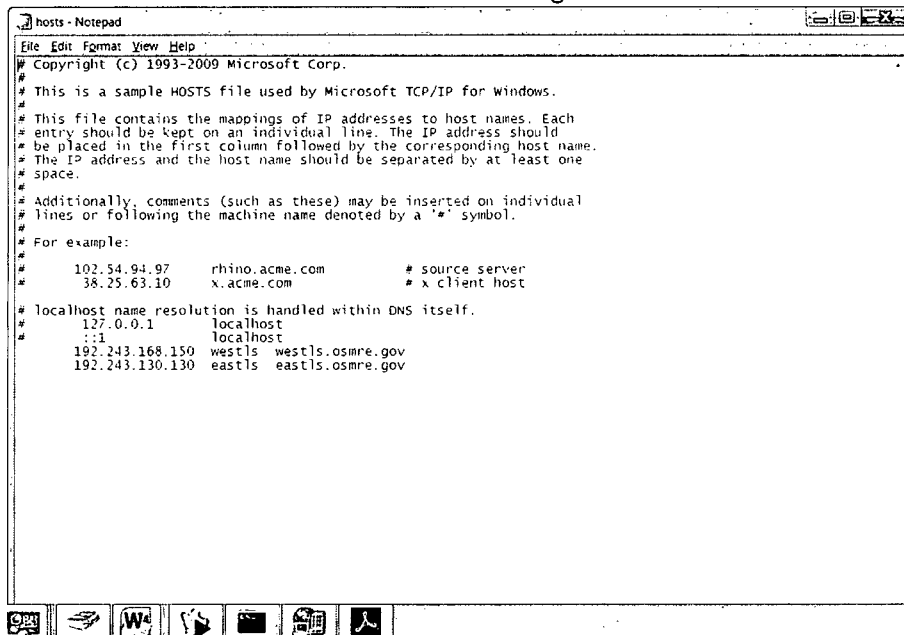 hosts - Notepad
File Edit Format View Help
# Copyright (c) 1993-2009 Microsoft Corp.
#
# This is a sample HOSTS file used by Microsoft TCP/IP for Windows.
#
# This file contains the mappings of IP addresses to host names. Each
# entry should be kept on an individual line. The IP address should
# be placed in the first column followed by the corresponding host name.
# The IP address and the host name should be separated by at least one
# space.
#
# Additionally, comments (such as these) may be inserted on individual
# lines or following the machine name denoted by a '#' symbol.
#
# For example:
#
# 102.54.94.97 rhino.acme.com # source server
# 38.25.63.10 x.acme.com # x client host
# localhost name resolution is handled within DNS itself.
# 127.0.0.1 localhost
# ::1 localhost
192.243.168.150 westls westls.osmre.gov
192.243.130.130 eastls eastls.osmre.gov
W